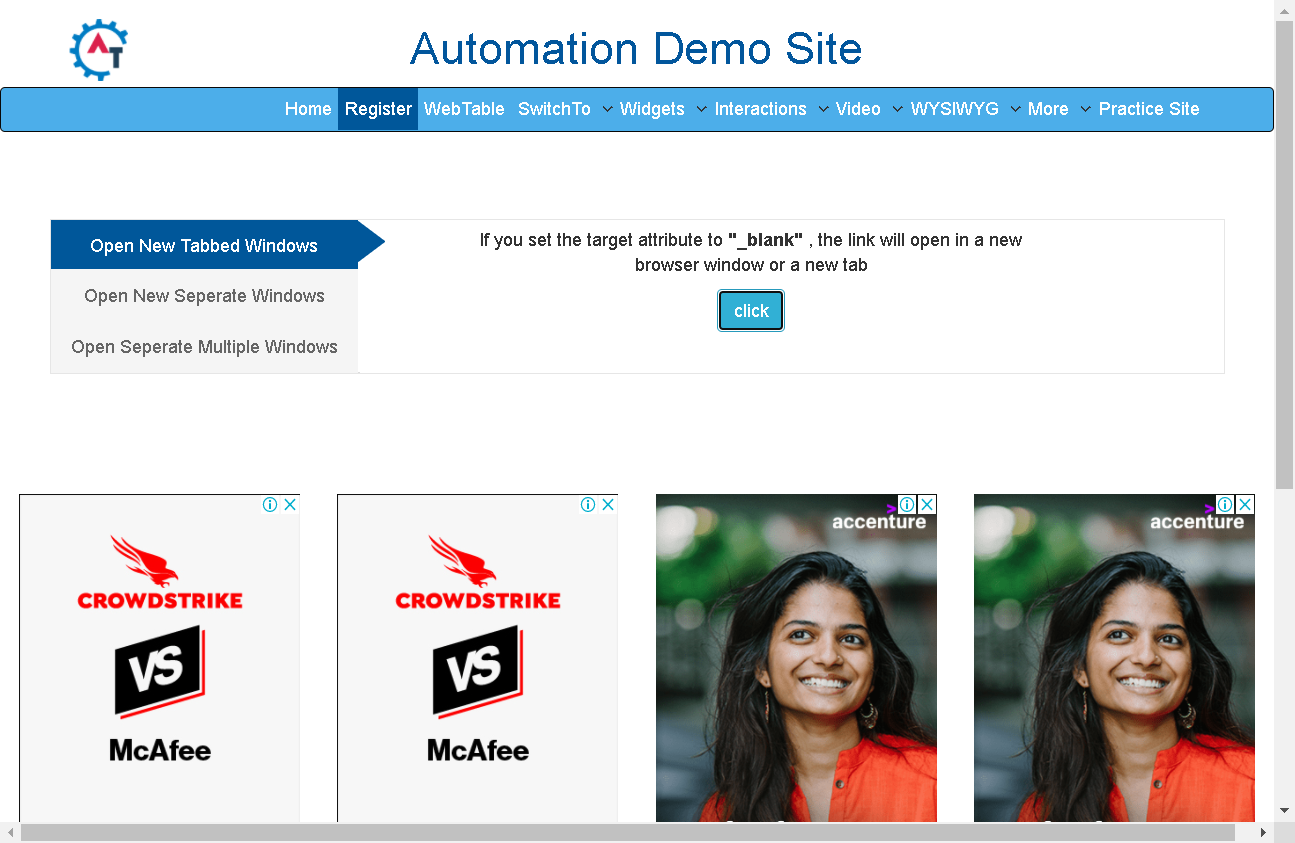 AT
Automation Demo Site
Home Register WebTable SwitchTo Widgets Interactions Video WYSIWYG More Practice Site
Open New Tabbed Windows
Open New Seperate Windows
Open Seperate Multiple Windows
If you set the target attribute to "_blank" , the link will open in a new
browser window or a new tab
click
CROWDSTRIKE
VS
McAfee
CROWDSTRIKE
VS
McAfee
accenture
accenture